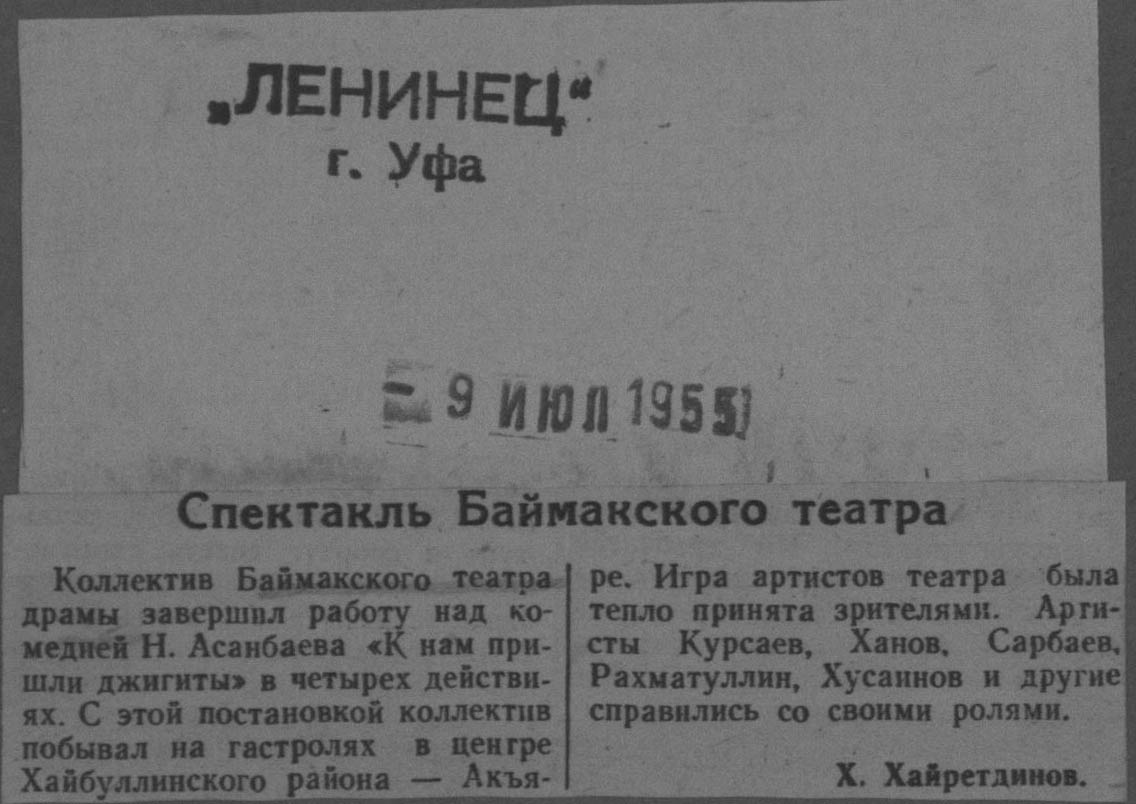 „ЛЕНИНЕЦ“
г. Уфа
- 9 ИЮЛ 1955
Спектакль Баймакского театра
Коллектив Баймакского театра
драмы завершил работу над ко-
медией Н. Асанбаева «К нам при-
шли джигиты» в четырех действи-
ях. С этой постановкой коллектив
побывал на гастролях в центре
Хайбуллинского района — Акъя-
ре. Игра артистов театра была
тепло принята зрителями. Арти-
сты Курсаев, Ханов, Сарбаев,
Рахматуллин, Хусаинов и другие
справились со своими ролями.
Х. Хайретдинов.